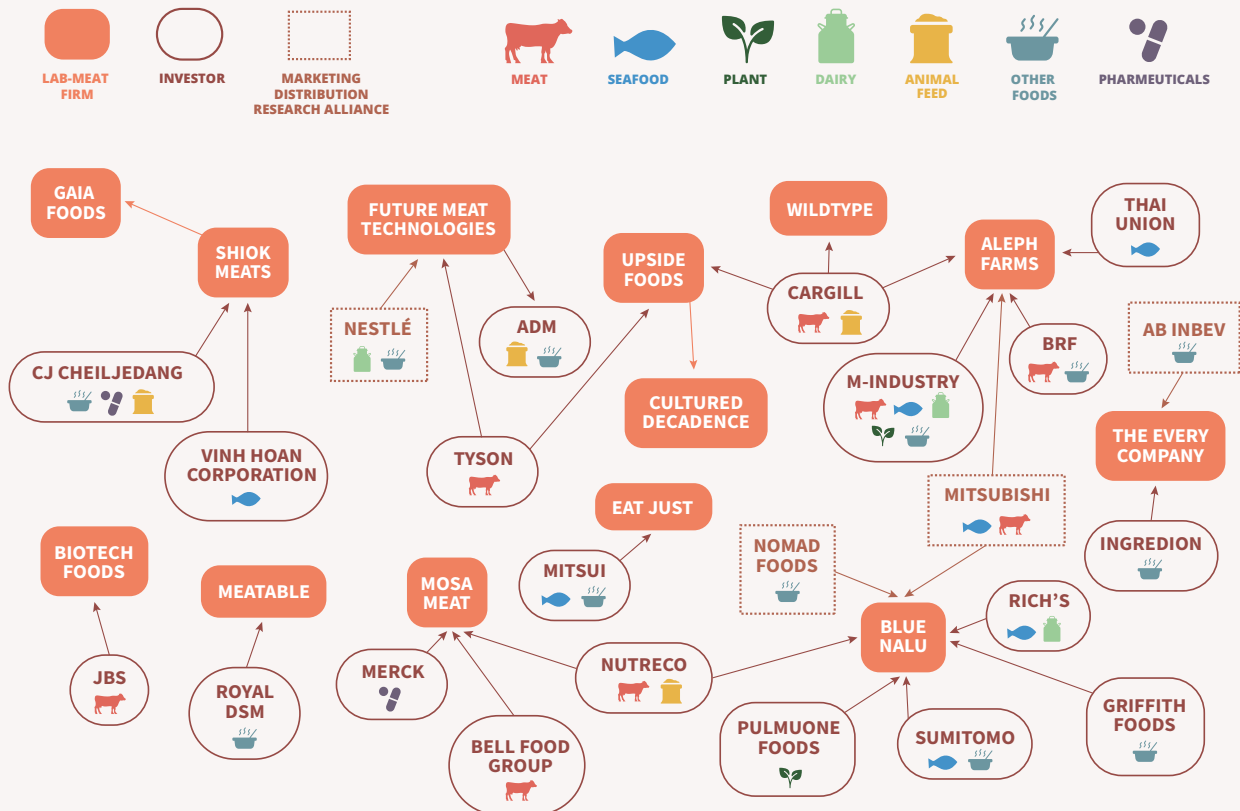 LAB-MEAT
FIRM
INVESTOR
MARKETING
DISTRIBUTION
RESEARCH ALLIANCE
MEAT
SEAFOOD
PLANT
DAIRY
ANIMAL
FEED
OTHER
FOODS
PHARMEUTICALS
GAIA
FOODS
SHIOK
MEATS
FUTURE MEAT
TECHNOLOGIES
UPSIDE
FOODS
WILDTYPE
ALEPH
FARMS
THAI
UNION
CARGILL
NESTLÉ
ADM
BRF
AB INBEV
CJ CHEILJEDANG
M-INDUSTRY
CULTURED
DECADENCE
THE EVERY
COMPANY
VINH HOAN
CORPORATION
TYSON
EAT JUST
MITSUBISHI
INGREDION
BIOTECH
FOODS
MEATABLE
MOSA
MEAT
MITSUI
NOMAD
FOODS
RICH'S
BLUE
NALU
JBS
ROYAL
DSM
MERCK
NUTRECO
BELL FOOD
GROUP
PULMUONE
FOODS
SUMITOMO
GRIFFITH
FOODS